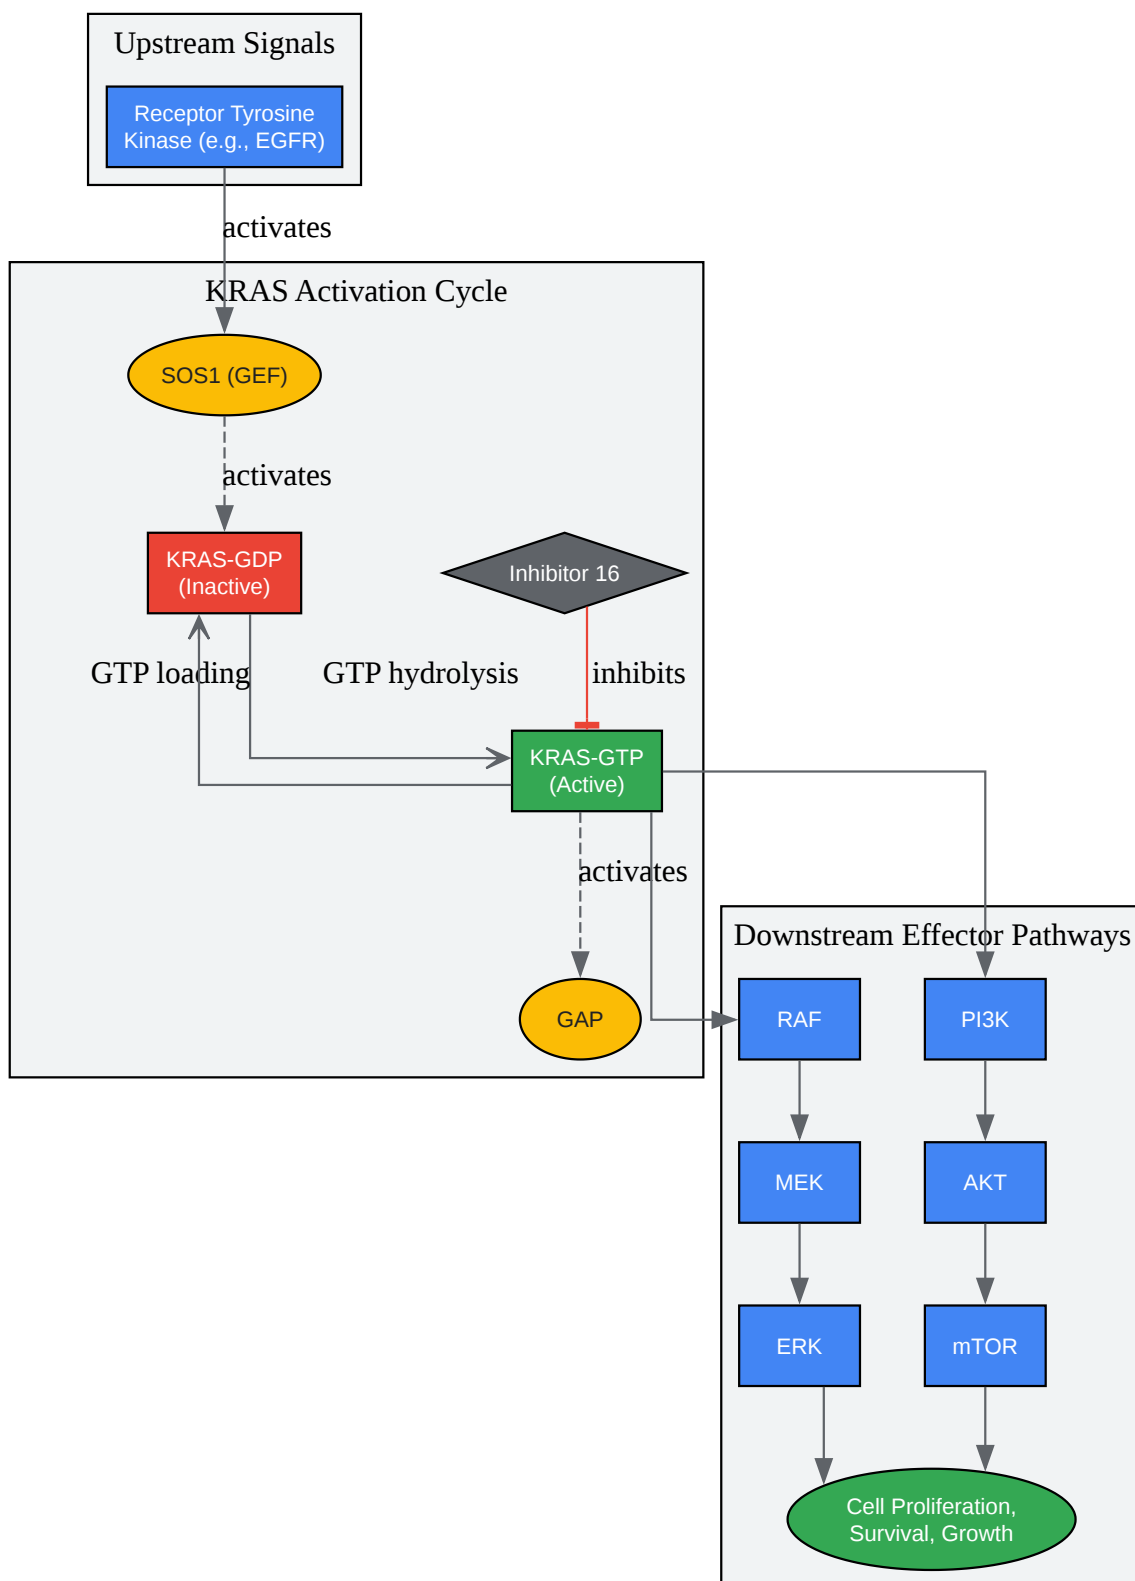 Upstream Signals
Receptor Tyrosine
Kinase (e.g., EGFR)
activates
KRAS Activation Cycle
SOS1 (GEF)
activates
KRAS-GDP
(Inactive)
Inhibitor 16
GTP loading
GTP hydrolysis
inhibits
KRAS-GTP
(Active)
activates
Downstream Effector Pathways
GAP
RAF
PI3K
MEK
AKT
ERK
mTOR
Cell Proliferation,
Survival, Growth